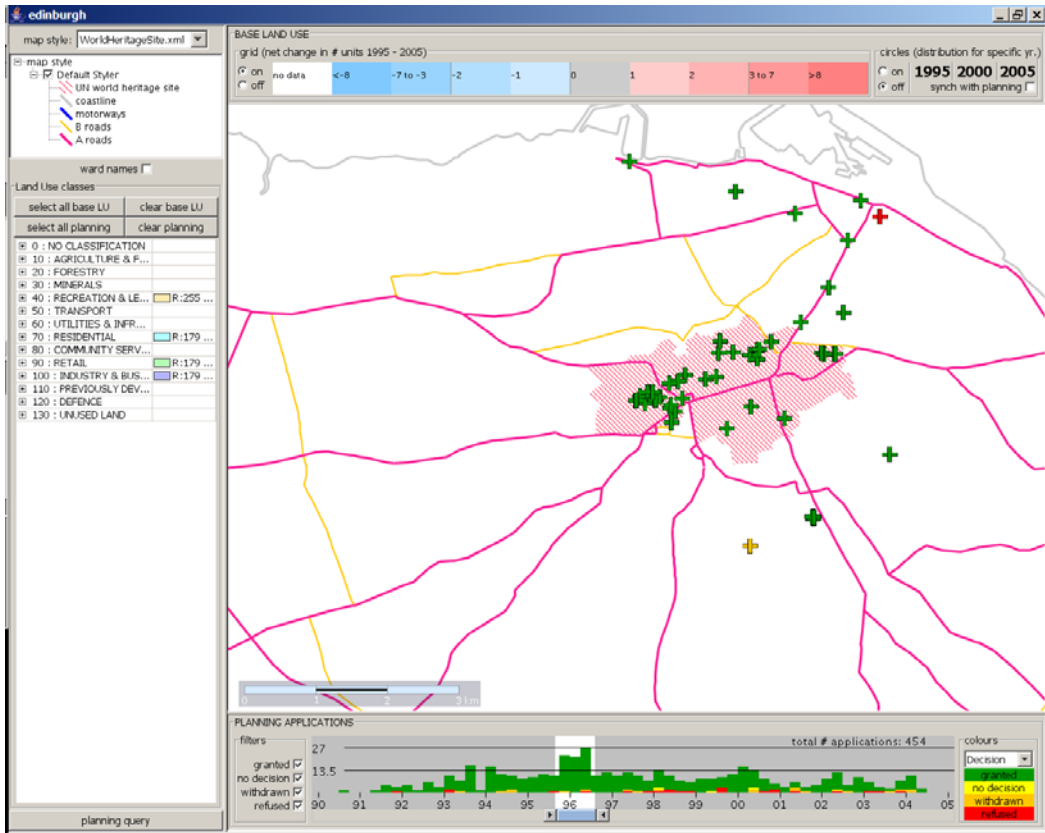 edinburgh
map style: WorldHeritageSite.xml
map style
Default Styler
UN world heritage site
coastline
motorways
B roads
A roads
ward names
Land Use classes
select all base LU clear base LU
select all planning clear planning
0 : NO CLASSIFICATION
10 : AGRICULTURE & F...
20 : FORESTRY
30 : MINERALS
40 : RECREATION & LE... R:255 ...
50 : TRANSPORT
60 : UTILITIES & INFR...
70 : RESIDENTIAL R:179 ...
80 : COMMUNITY SERV...
90 : RETAIL R:179 ...
100 : INDUSTRY & BUS... R:179 ...
110 : PREVIOUSLY DEV...
120 : DEFENCE
130 : UNUSED LAND
planning query
BASE LAND USE
grid (net change in # units 1995 - 2005)
on
off
no data <-8 -7 to -3 -2 -1 0 1 2 3 to 7 >8
circles (distribution for specific yr.)
on 1995 2000 2005
off synch with planning
0 1 2 3 km
PLANNING APPLICATIONS
filters
granted
no decision
withdrawn
refused
27
13.5
total # applications: 454
90 91 92 93 94 95 96 97 98 99 00 01 02 03 04 05
colours
Decision
granted
no decision
withdrawn
refused